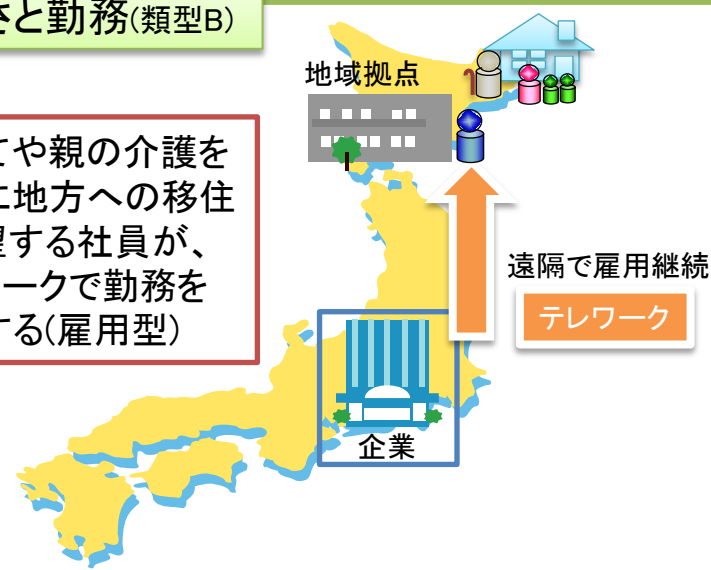 さと勤務(類型B)
地域拠点
てや親の介護を
に地方への移住
望する社員が、
ークで勤務を
する(雇用型)
遠隔で雇用継続
テレワーク
企業